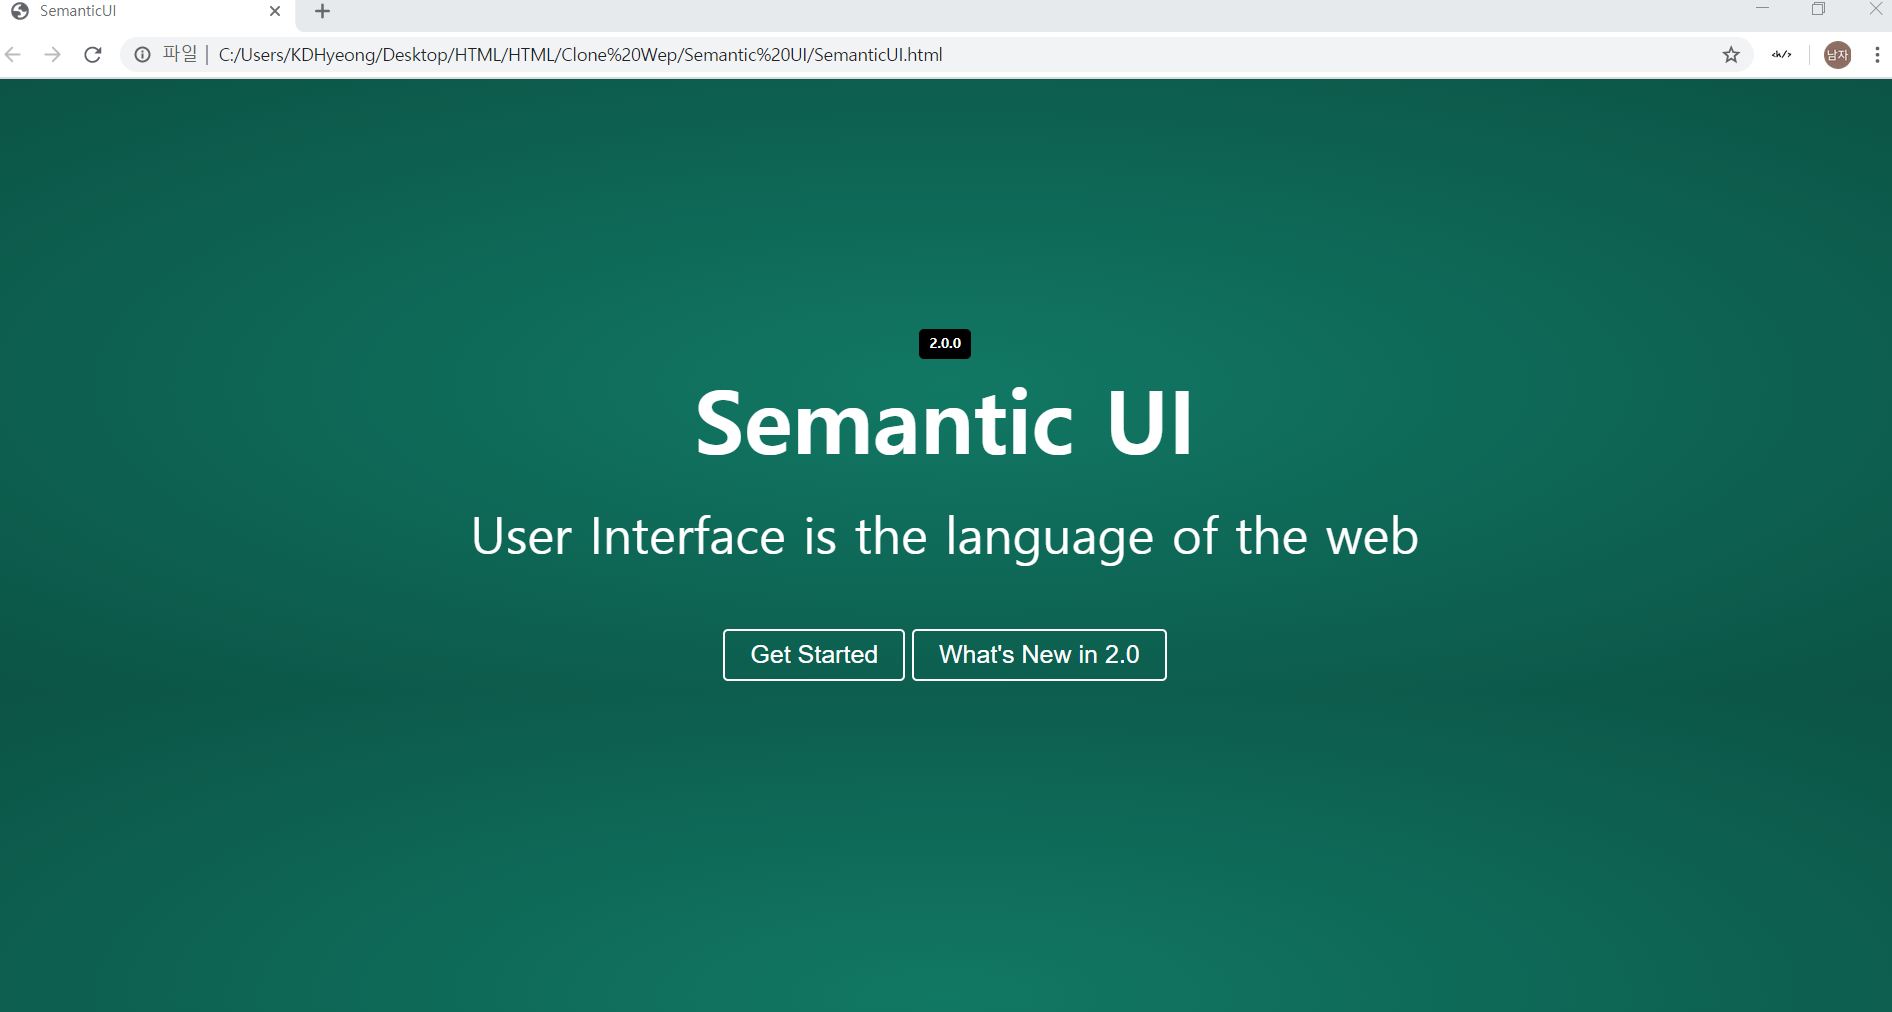 SemanticUI
파일 | C:/Users/KDHyeong/Desktop/HTML/HTML/Clone%20Wep/Semantic%20UI/SemanticUI.html
<h/>
남자
2.0.0
Semantic UI
User Interface is the language of the web
Get Started
What's New in 2.0